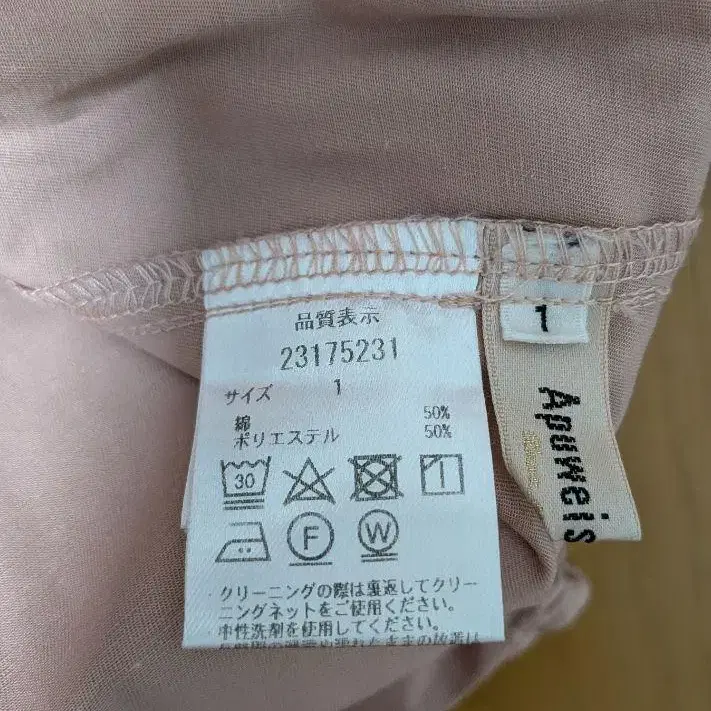 品質表示
23175231
サイズ 1
綿 50%
ポリエステル 50%
30
F
W
・クリーニングの際は裏返してクリー
ニングネットをご使用ください。
・中性洗剤を使用してください。
1
Apuweis